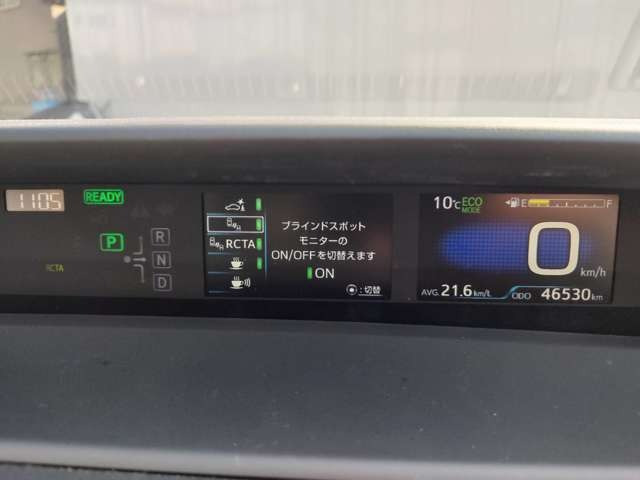 1105
READY
P
R
N
D
RCTA
RCTA
ブラインドスポット
モニターの
ON/OFFを切替えます
ON
:切替
10℃ ECO
MODE
E F
0
km/h
AVG. 21.6 km/L ODO 46530 km